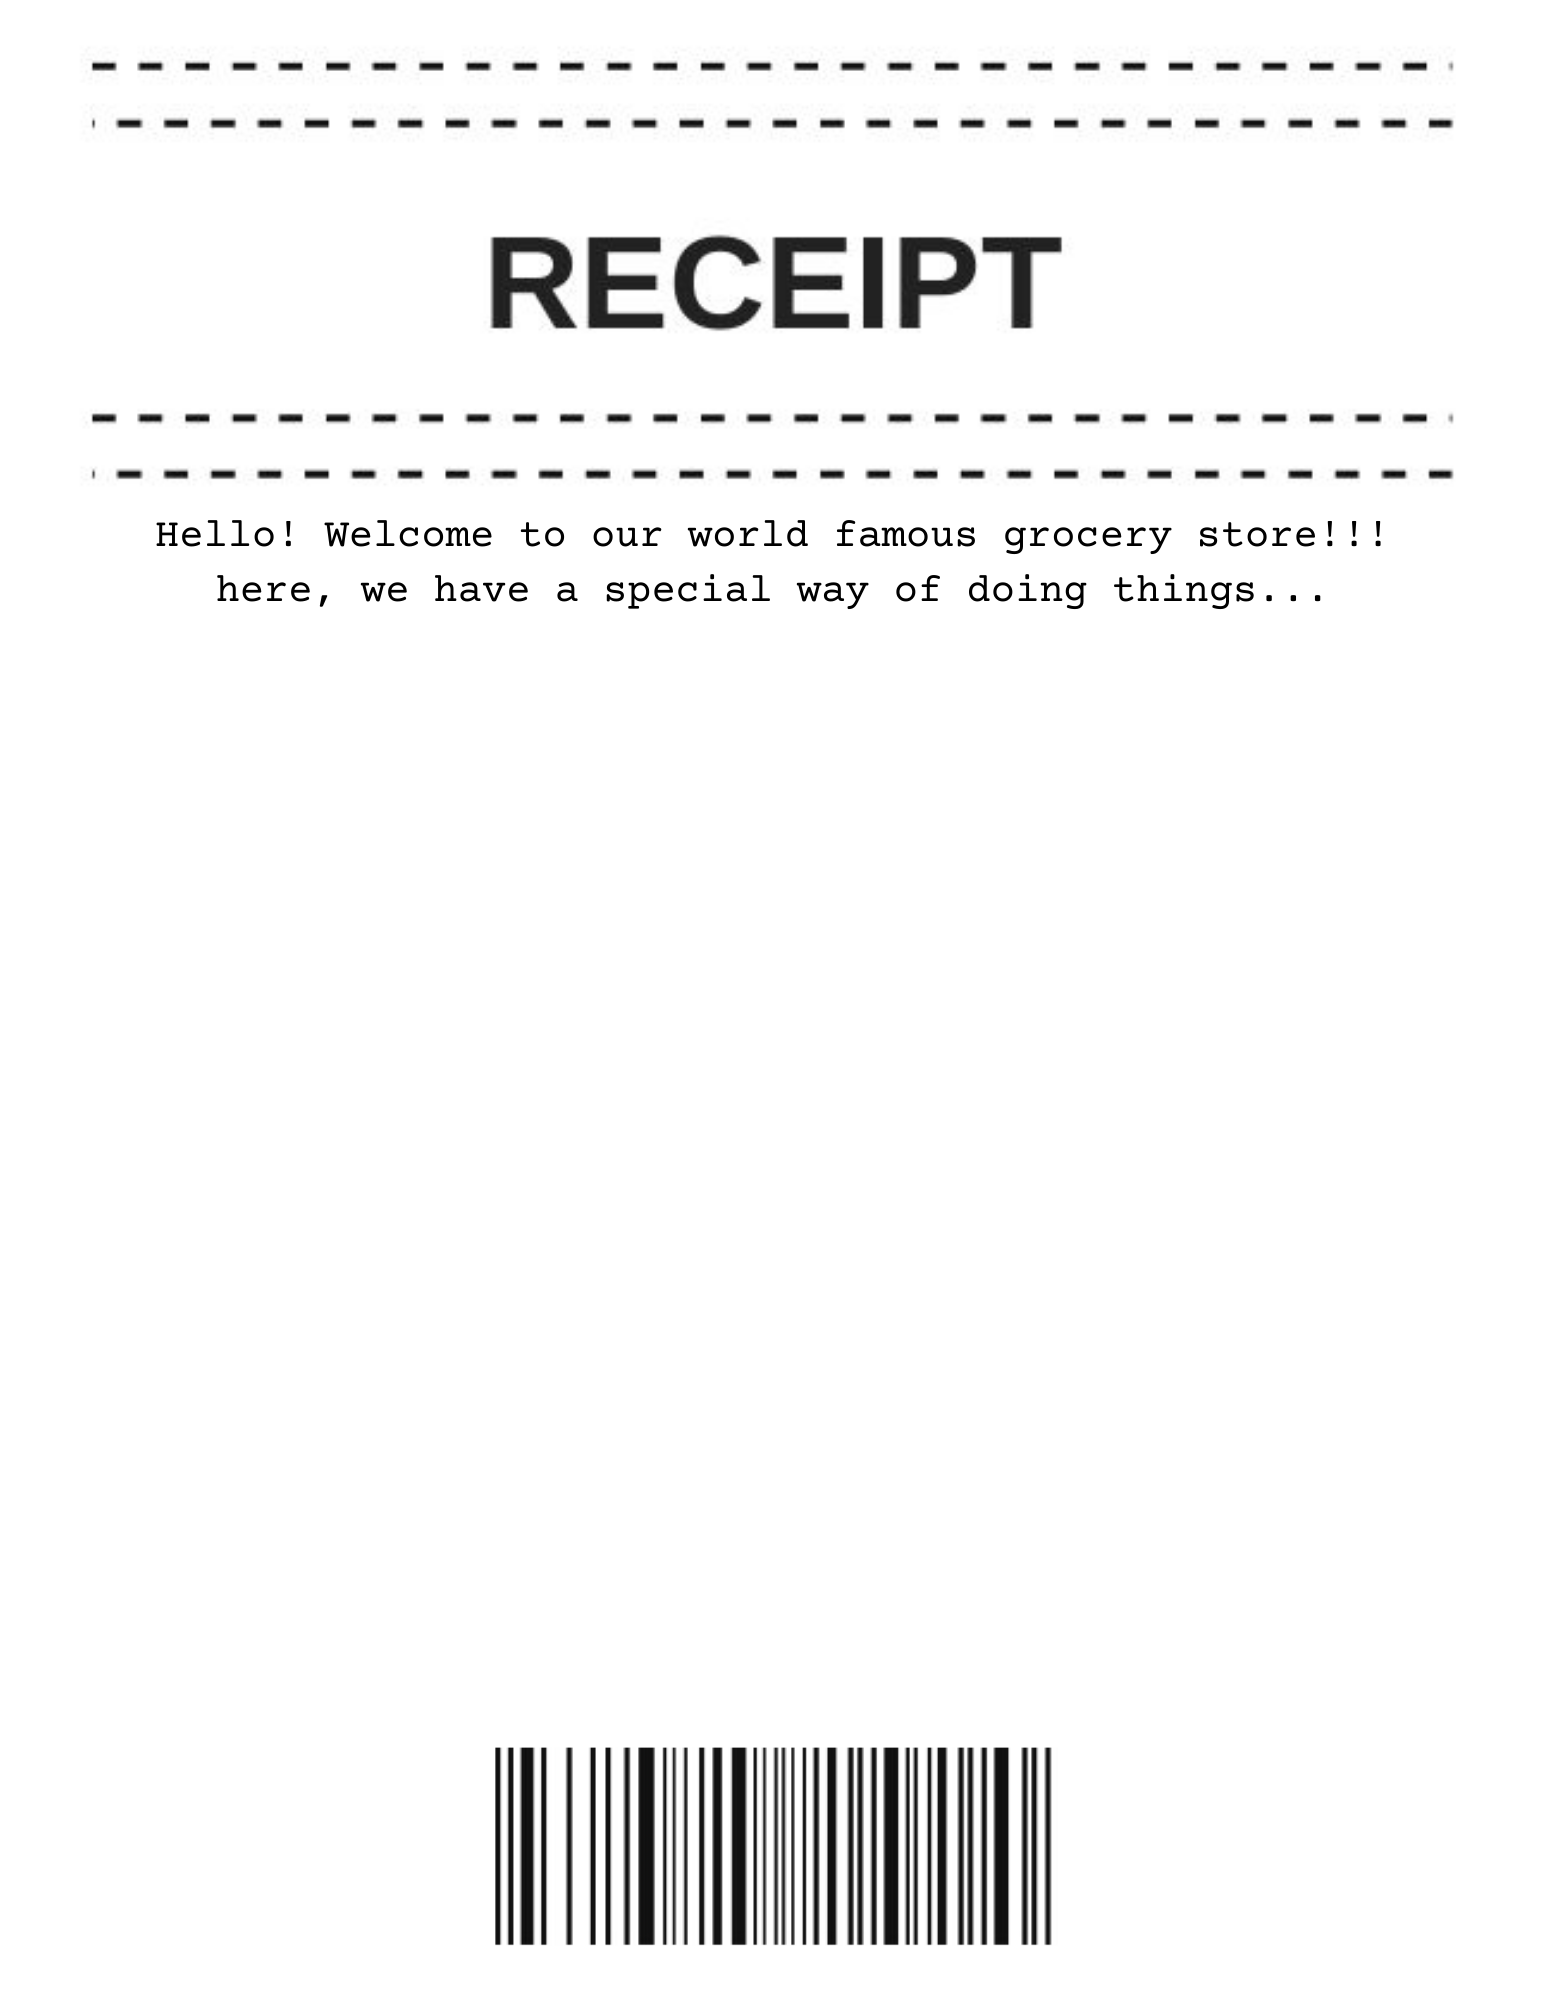 RECEIPT
Hello! Welcome to our world famous grocery store!!!
here, we have a special way of doing things...